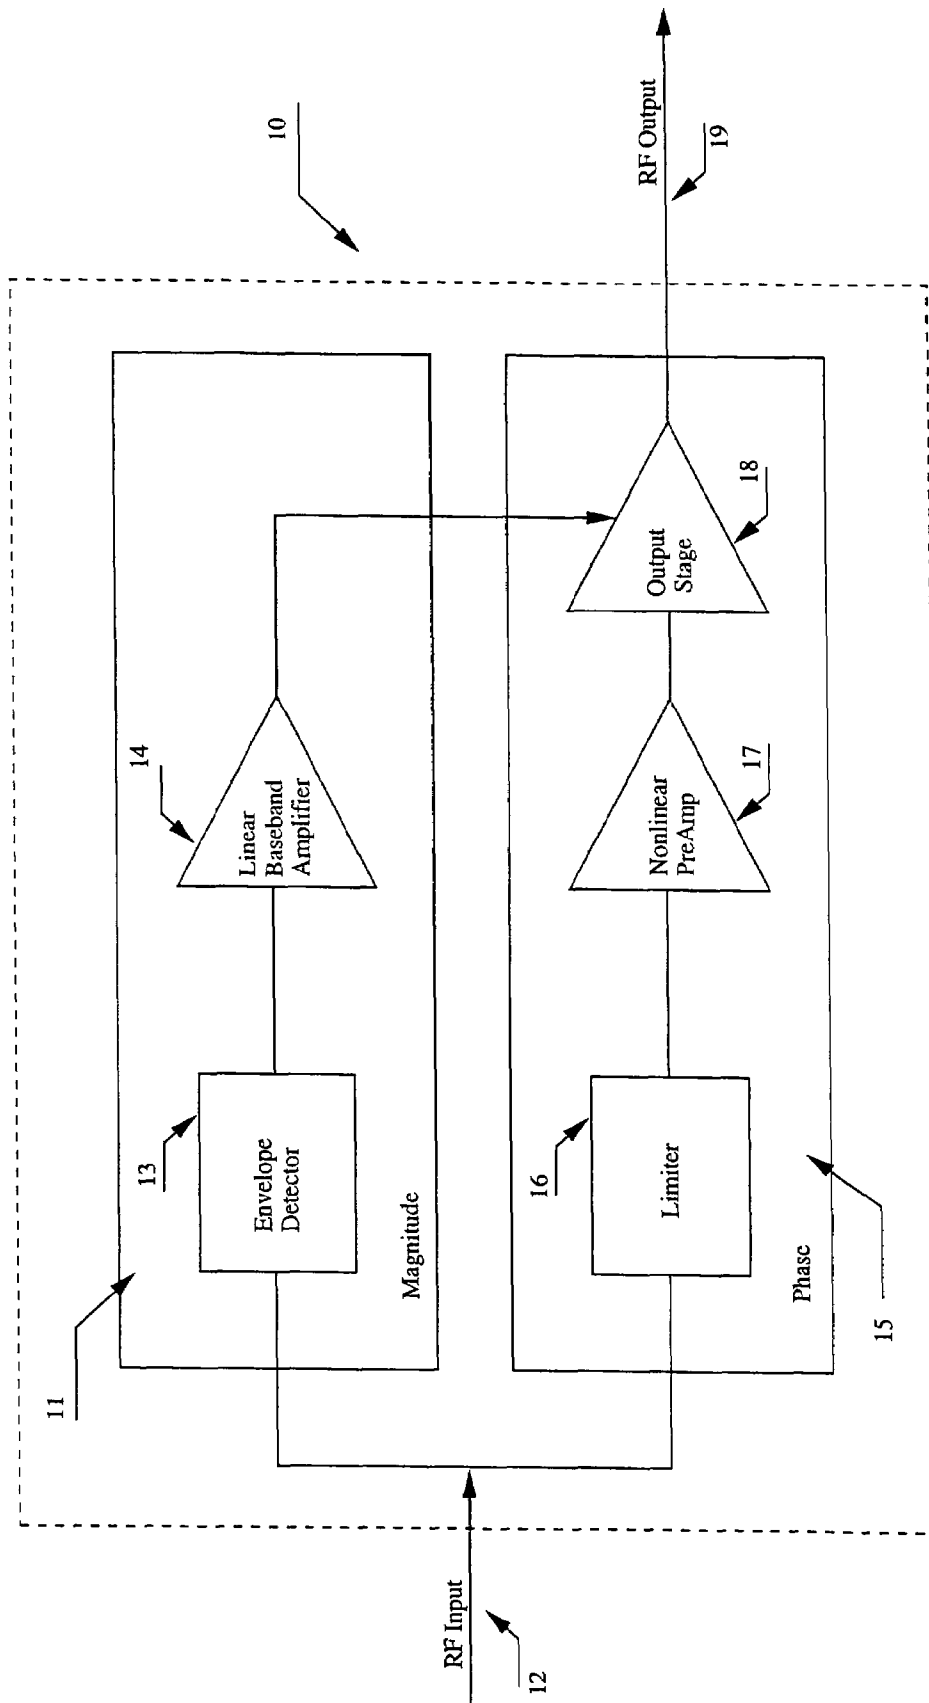 10
11
14
Linear
Baseband
Amplifier
13
Envelope
Detector
Magnitude
RF Input
12
RF Output
19
18
Output
Stage
17
Nonlinear
PreAmp
16
Limiter
Phase
15